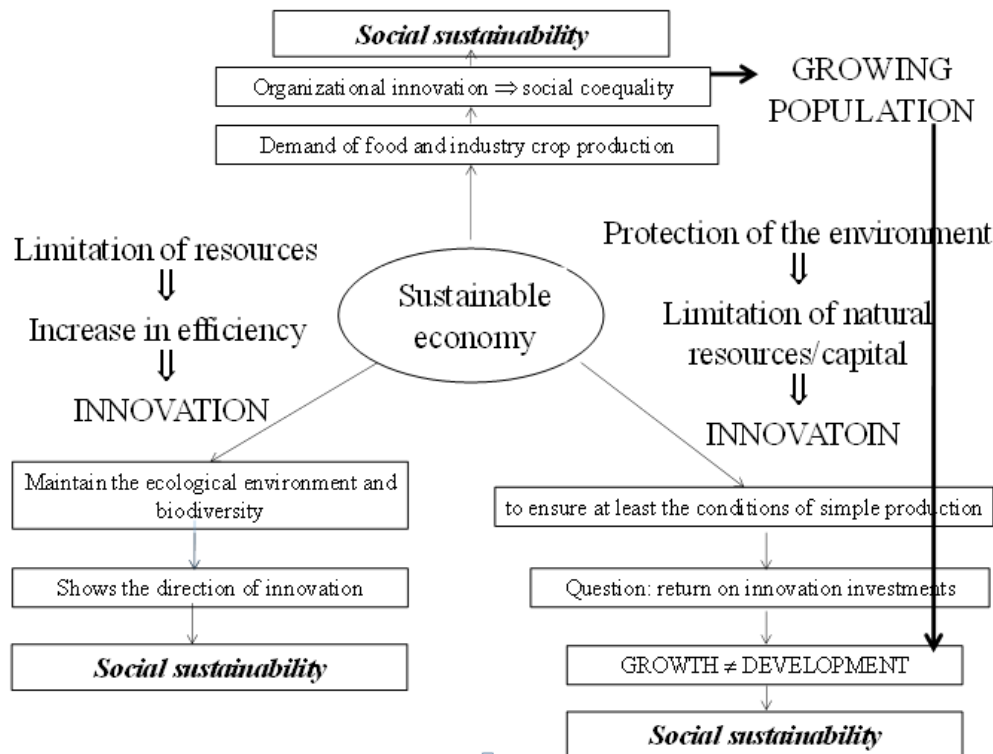 Social sustainability
Organizational innovation ⇒ social coequality
Demand of food and industry crop production
GROWING
POPULATION
Limitation of resources
⇓
Increase in efficiency
⇓
INNOVATION
Sustainable
economy
Protection of the environment
⇓
Limitation of natural
resources/capital
⇓
INNOVATOIN
Maintain the ecological environment and
biodiversity
Shows the direction of innovation
Social sustainability
to ensure at least the conditions of simple production
Question: return on innovation investments
GROWTH ≠ DEVELOPMENT
Social sustainability